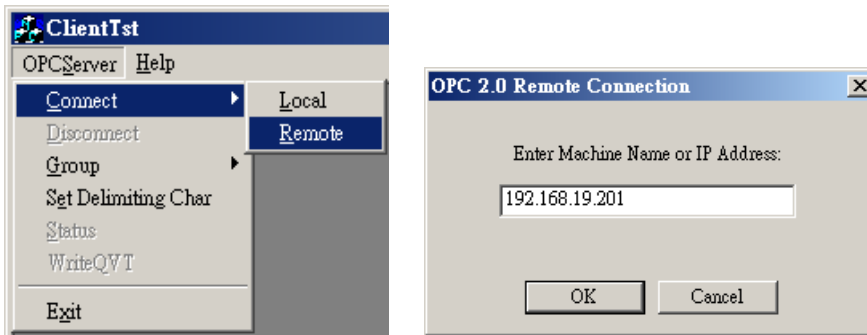 ClientTst
OPCServer Help
Connect
Local
Disconnect
Remote
Group
Set Delimiting Char
Status
WriteQVT
Exit
OPC 2.0 Remote Connection
Enter Machine Name or IP Address:
192.168.19.201
OK Cancel